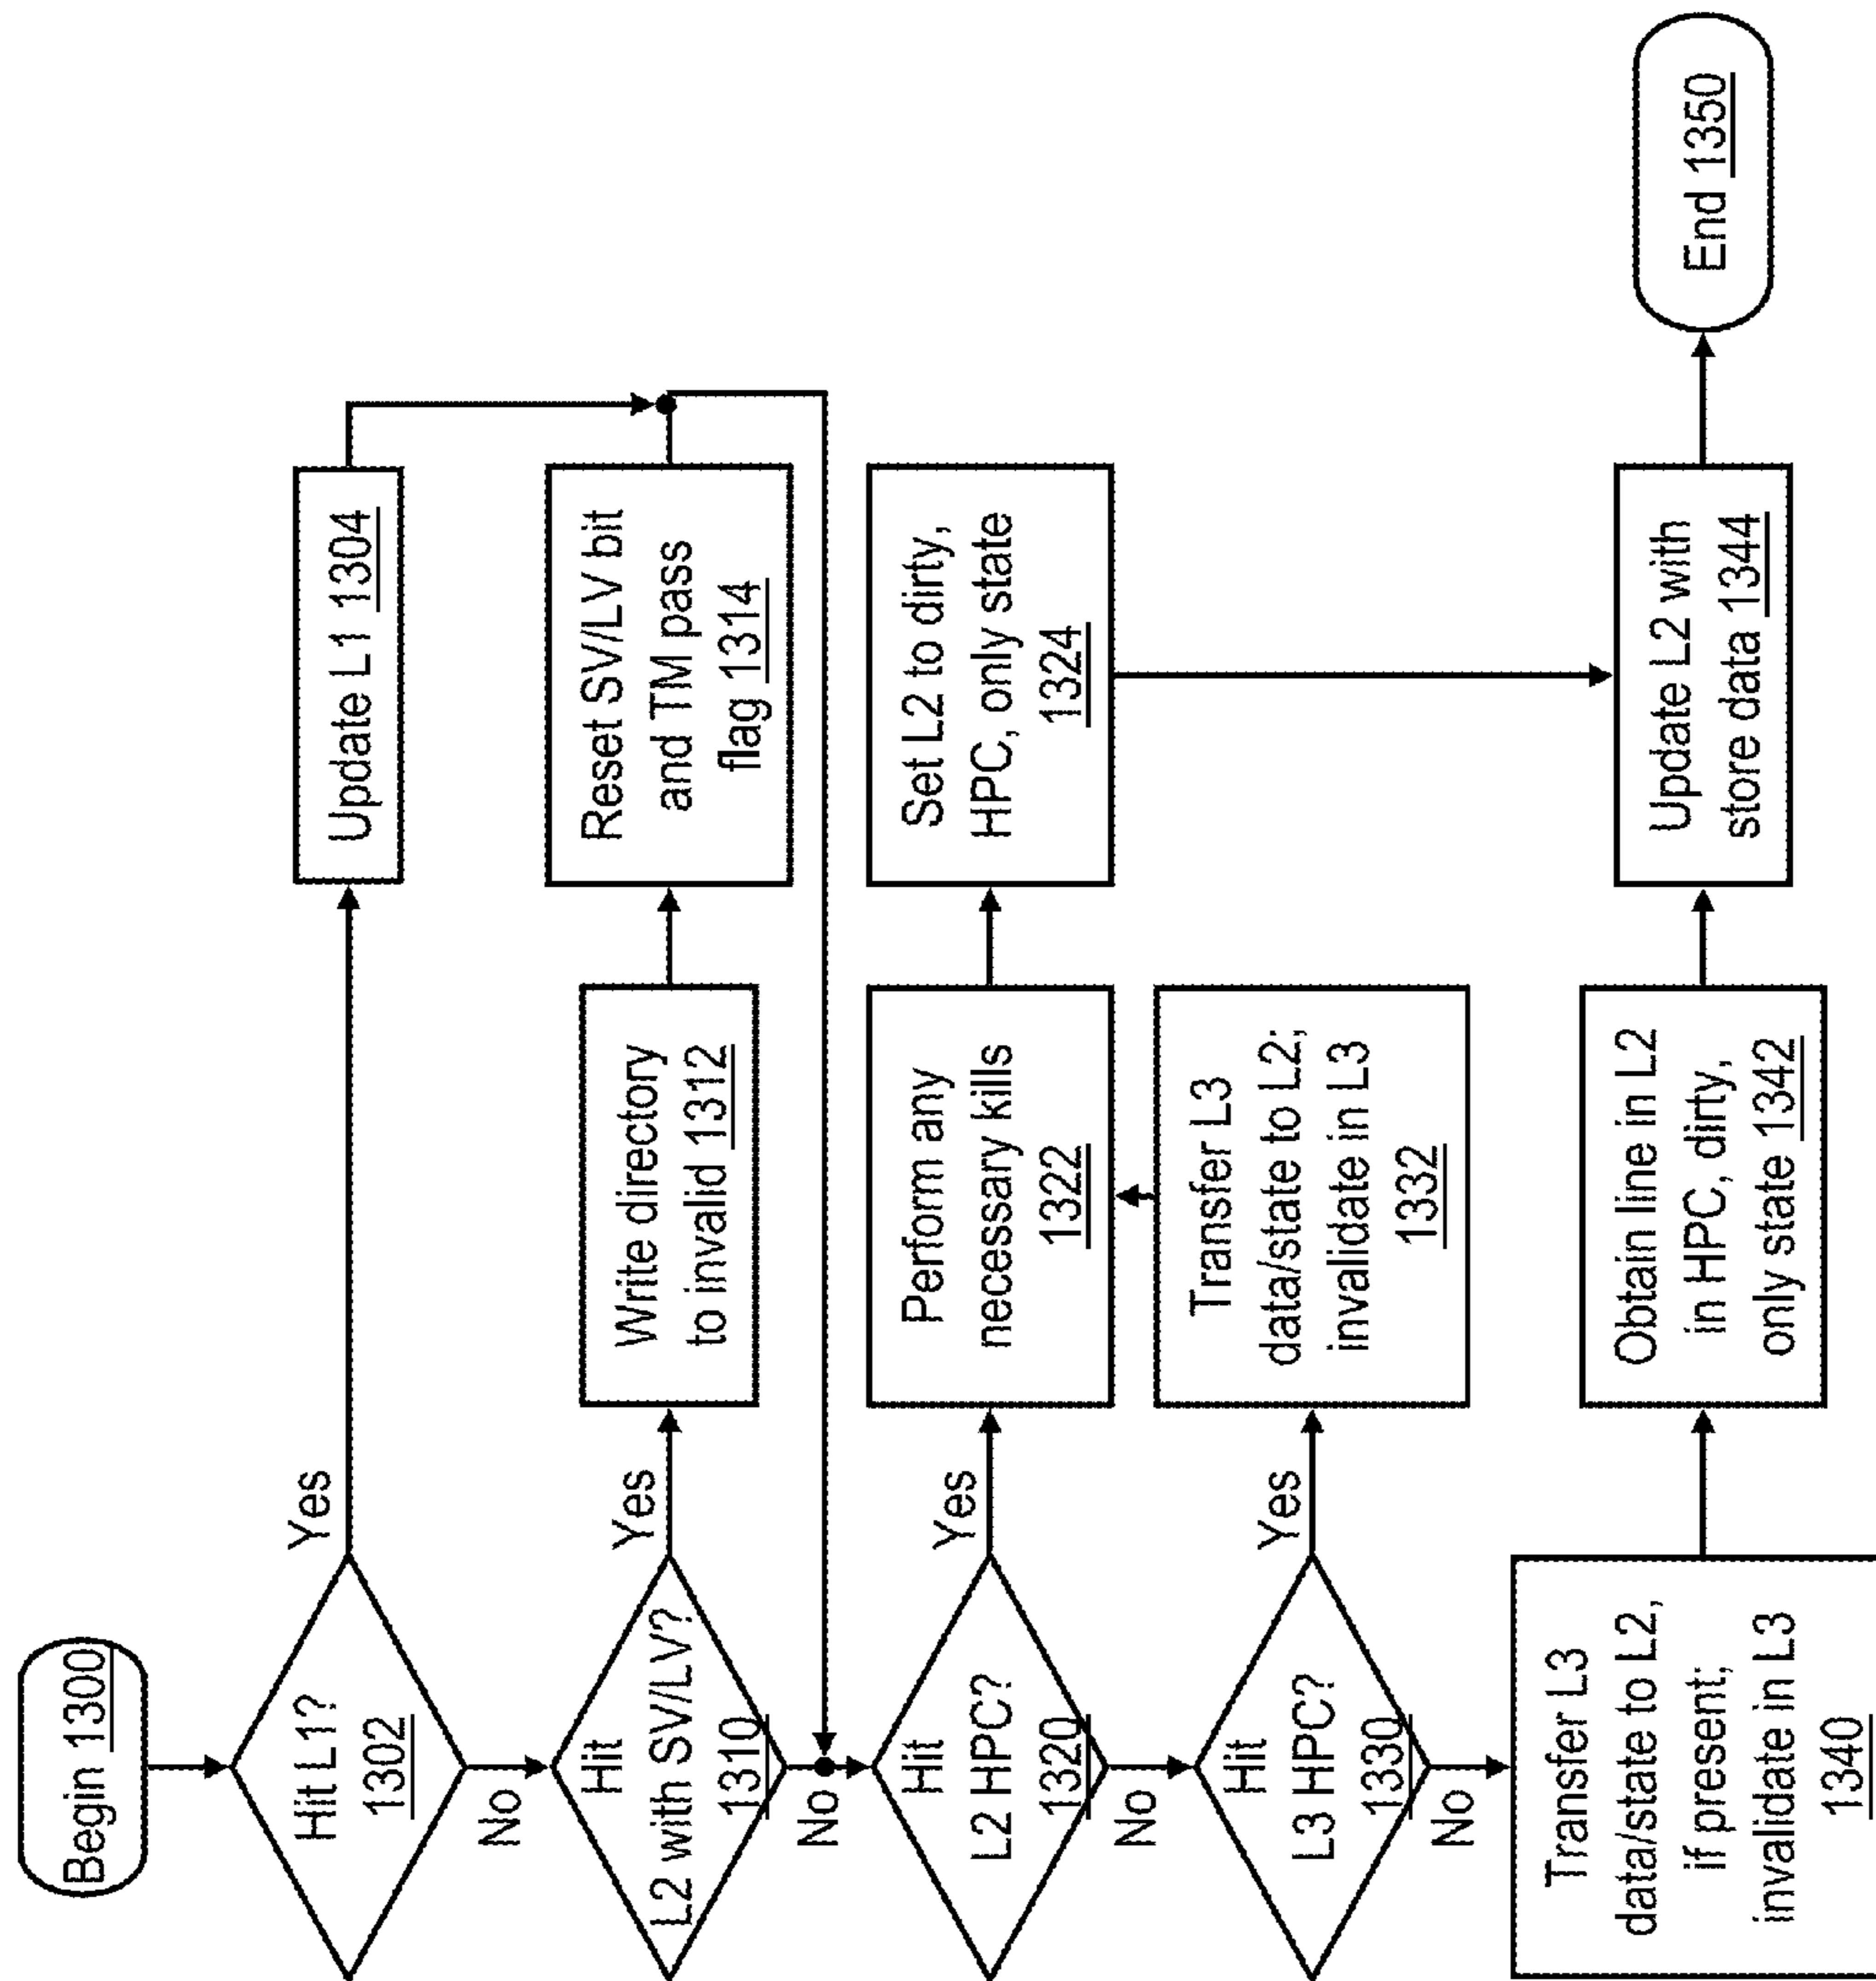 Begin 1300
Hit L1?
1302
Yes
Update L1 1304
No
Hit
L2 with SV/LV?
1310
Yes
Write directory
to invalid 1312
Reset SV/LV bit
and TM pass
flag 1314
No
Hit
L2 HPC?
1320
Yes
Perform any
necessary kills
1322
Set L2 to dirty,
HPC, only state
1324
No
Hit
L3 HPC?
1330
Yes
Transfer L3
data/state to L2;
invalidate in L3
1332
No
Transfer L3
data/state to L2,
if present;
invalidate in L3
1340
Obtain line in L2
in HPC, dirty,
only state 1342
Update L2 with
store data 1344
End 1350